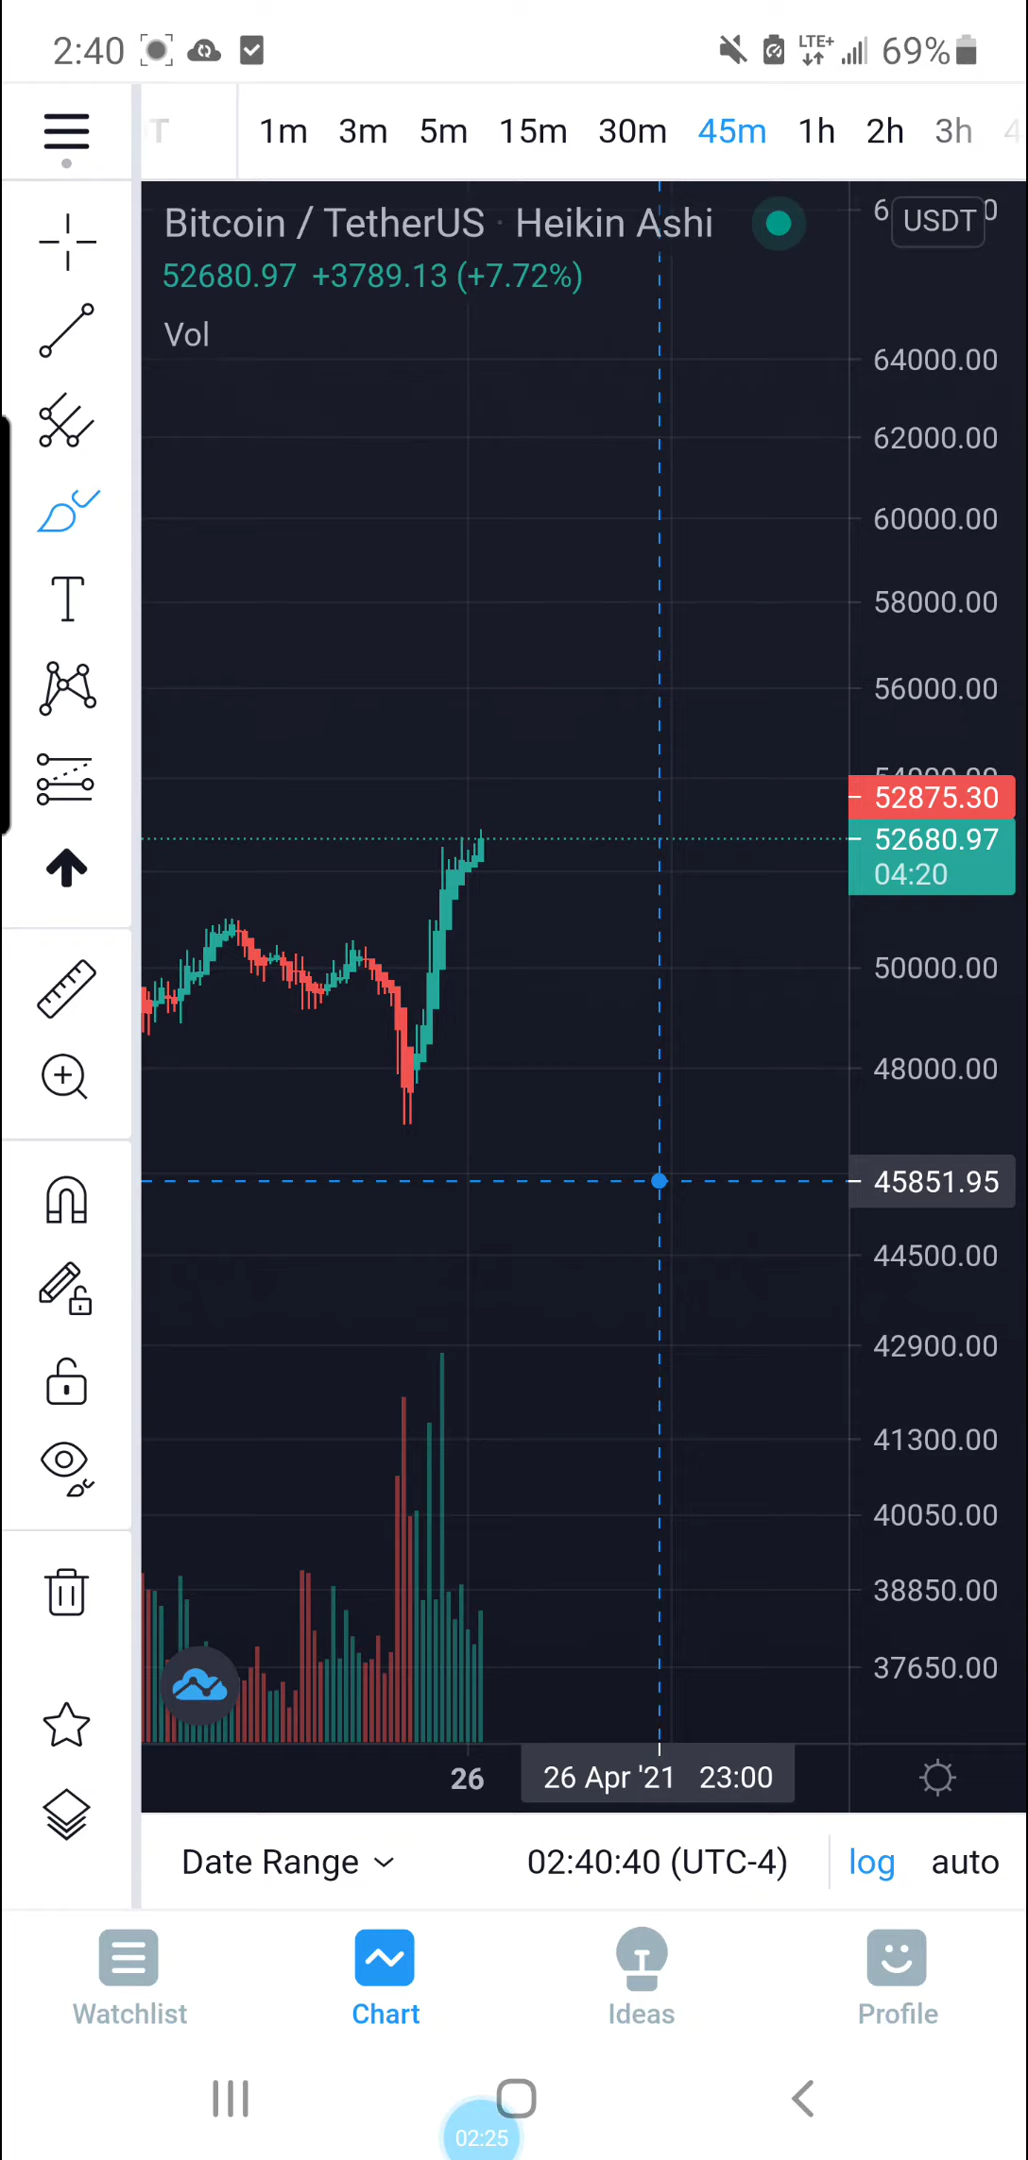 2:40 LTE+ 69%
1m 3m 5m 15m 30m 45m 1h 2h 3h 4
Bitcoin / TetherUS · Heikin Ashi USDT
52680.97 +3789.13 (+7.72%)
Vol
64000.00
62000.00
60000.00
58000.00
56000.00
52875.30
52680.97
04:20
50000.00
48000.00
45851.95
44500.00
42900.00
41300.00
40050.00
38850.00
37650.00
26 26 Apr '21 23:00
Date Range 02:40:40 (UTC-4) log auto
Watchlist Chart Ideas Profile
02:25